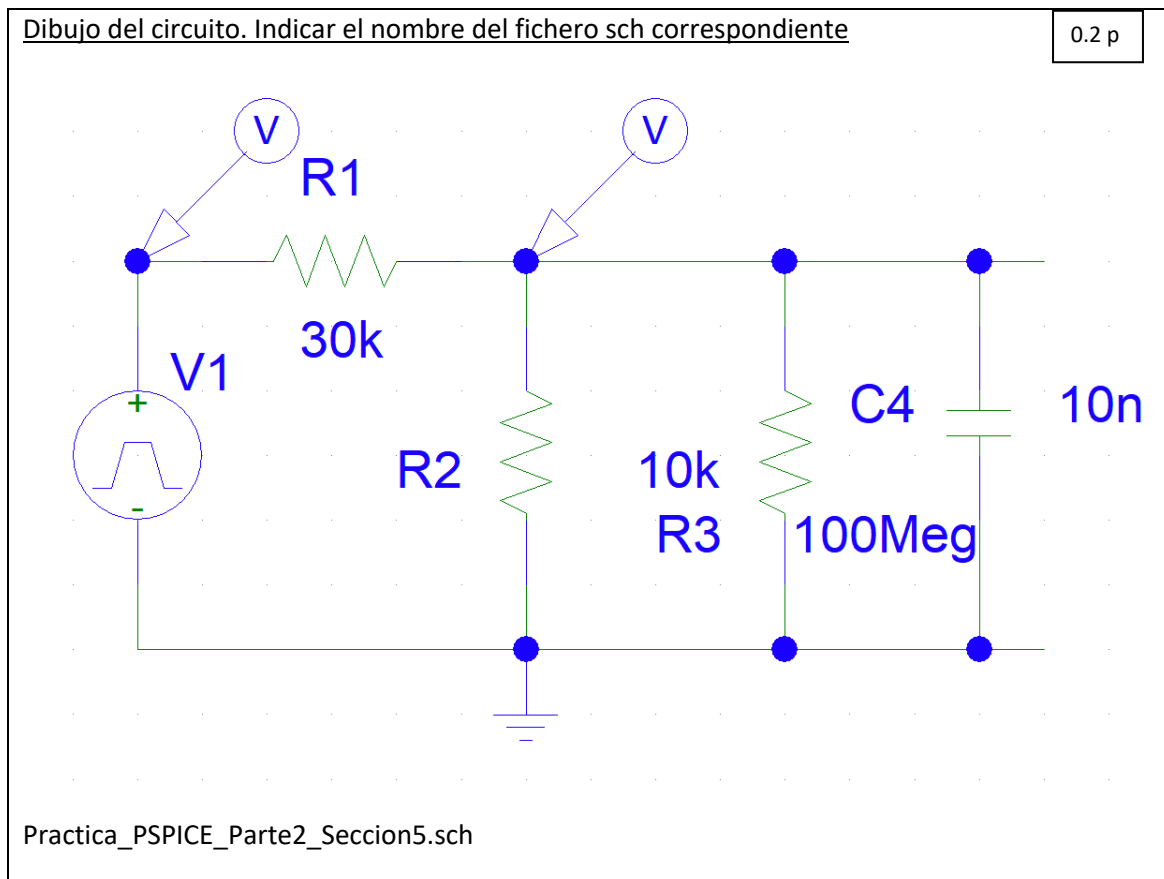 Dibujo del circuito. Indicar el nombre del fichero sch correspondiente
0.2 p
V
V
R1
30k
V1
+
-
R2
10k
R3
100Meg
C4
10n
Practica_PSPICE_Parte2_Seccion5.sch